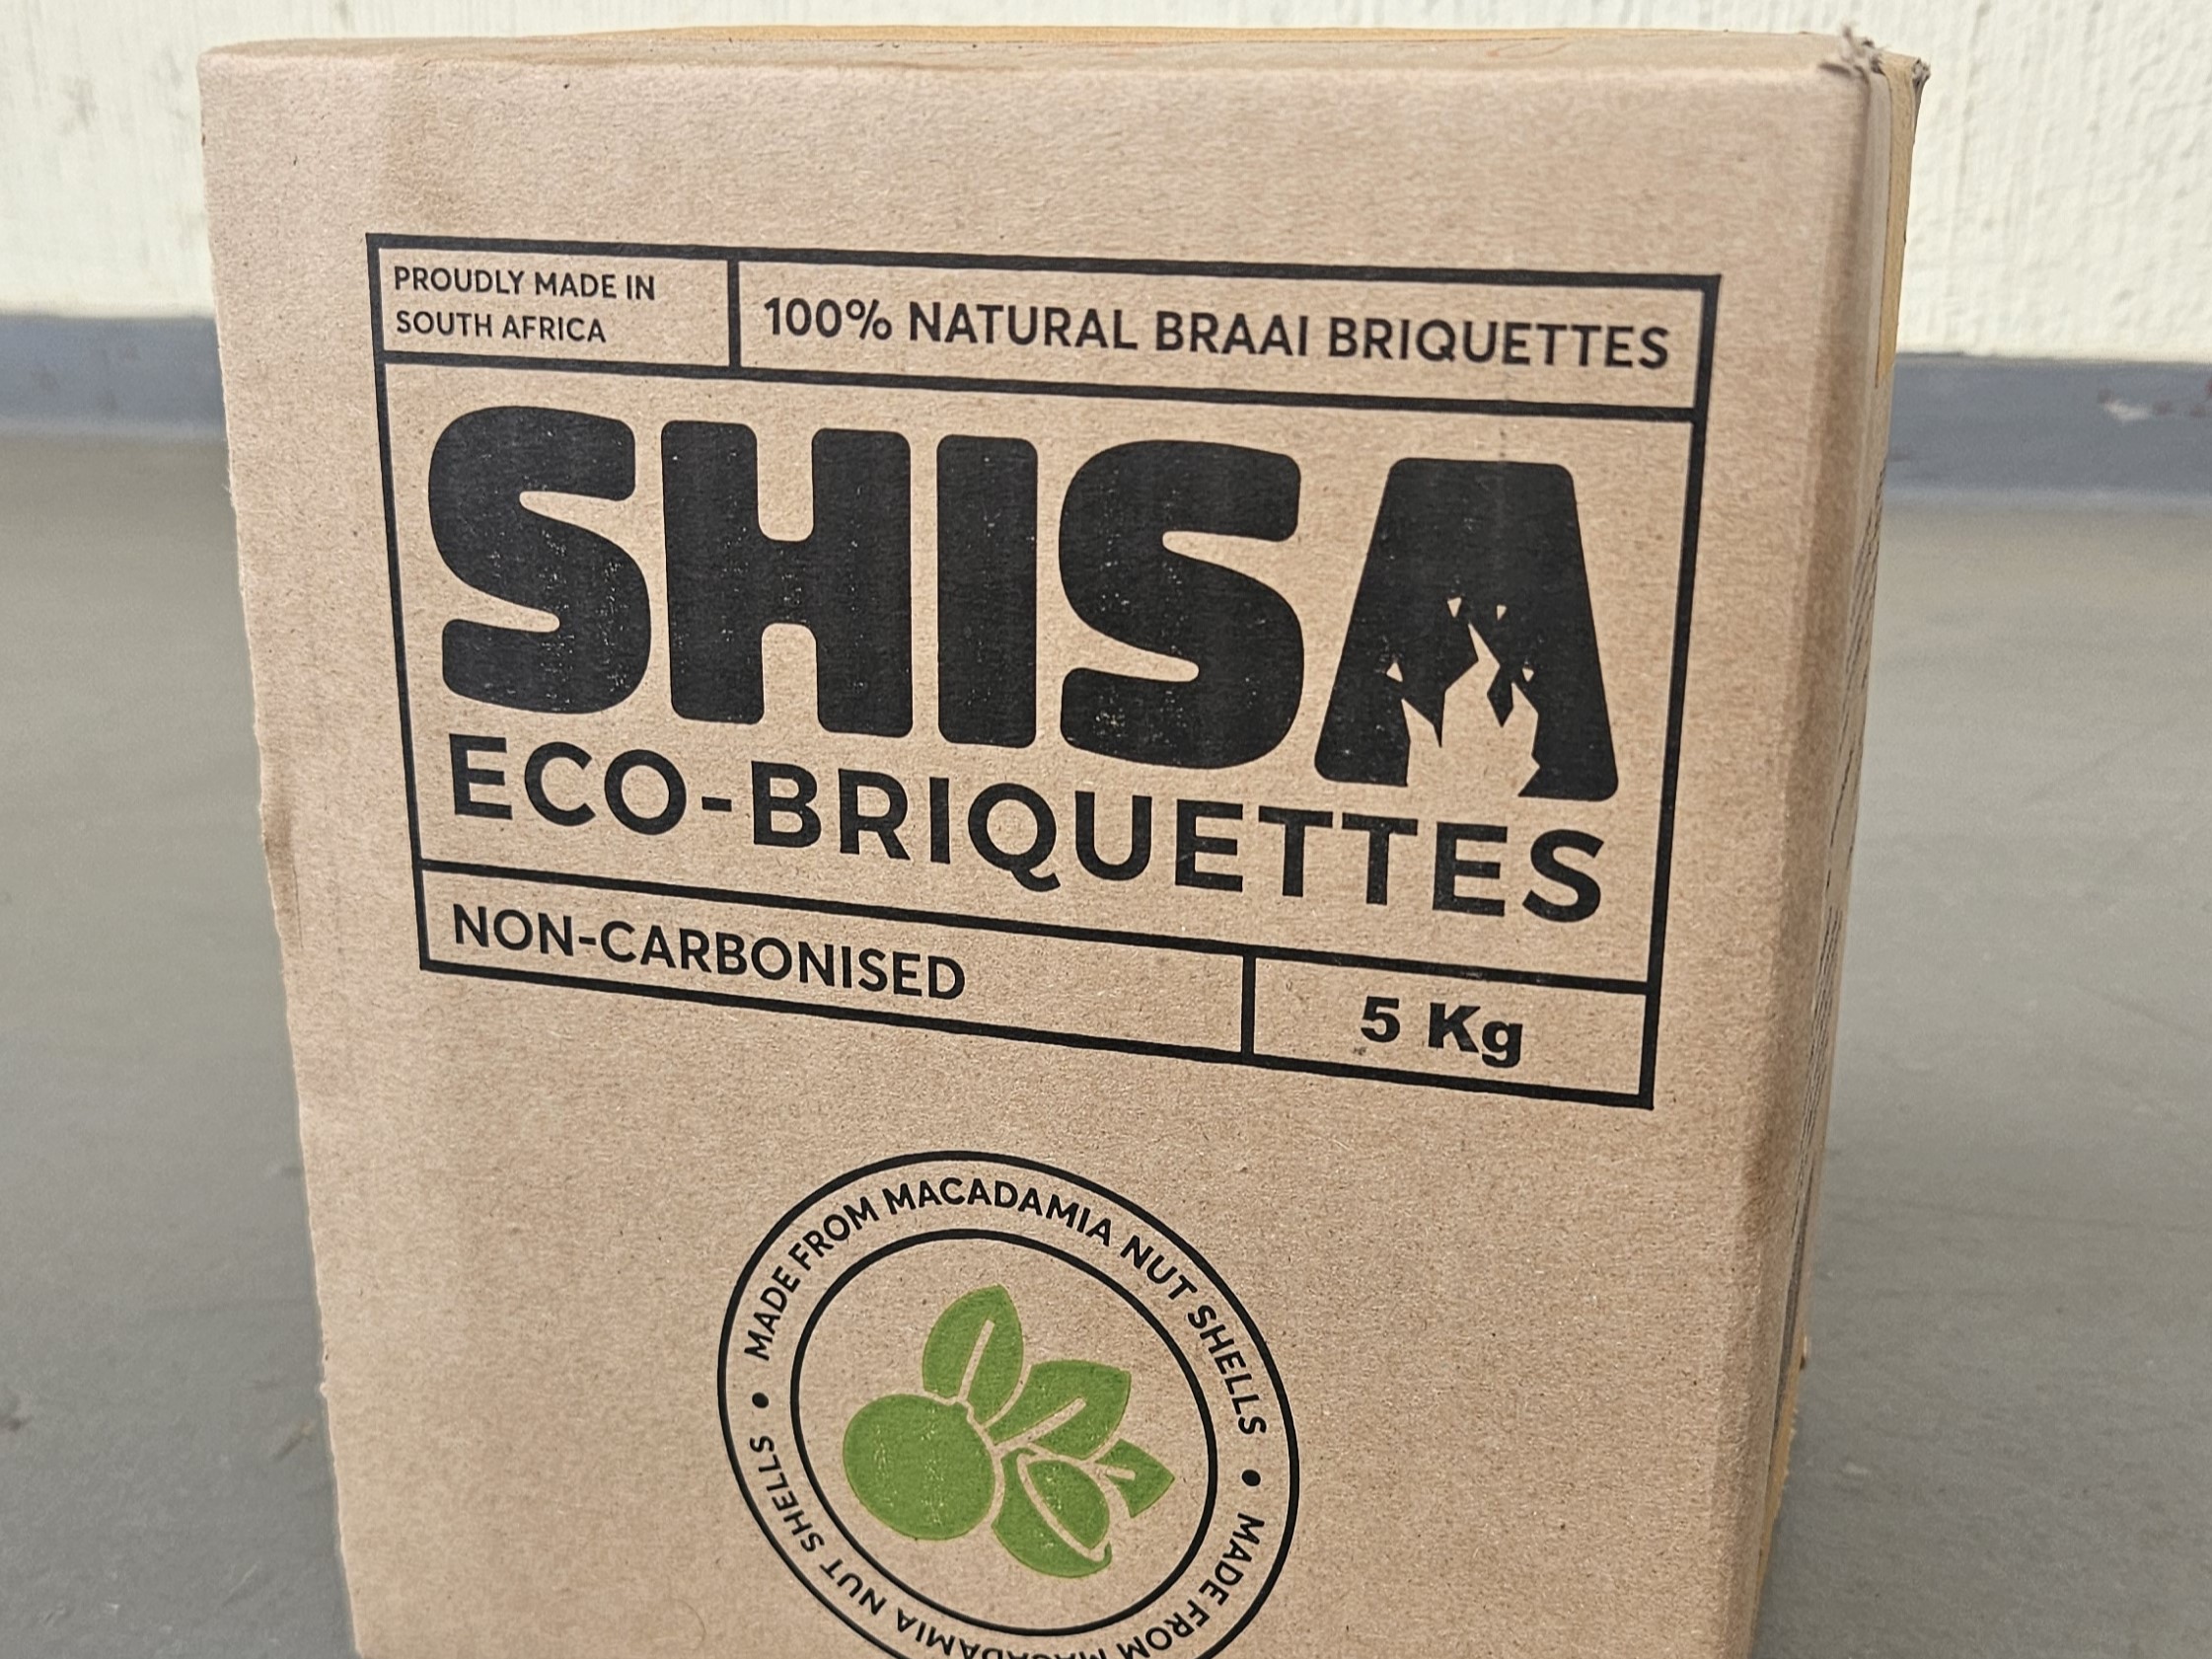 PROUDLY MADE IN
SOUTH AFRICA
100% NATURAL BRAAI BRIQUETTES
SHISA
ECO-BRIQUETTES
NON-CARBONISED
5 Kg
MADE FROM MACADAMIA NUT SHELLS • MADE FROM MACADAMIA NUT SHELLS •